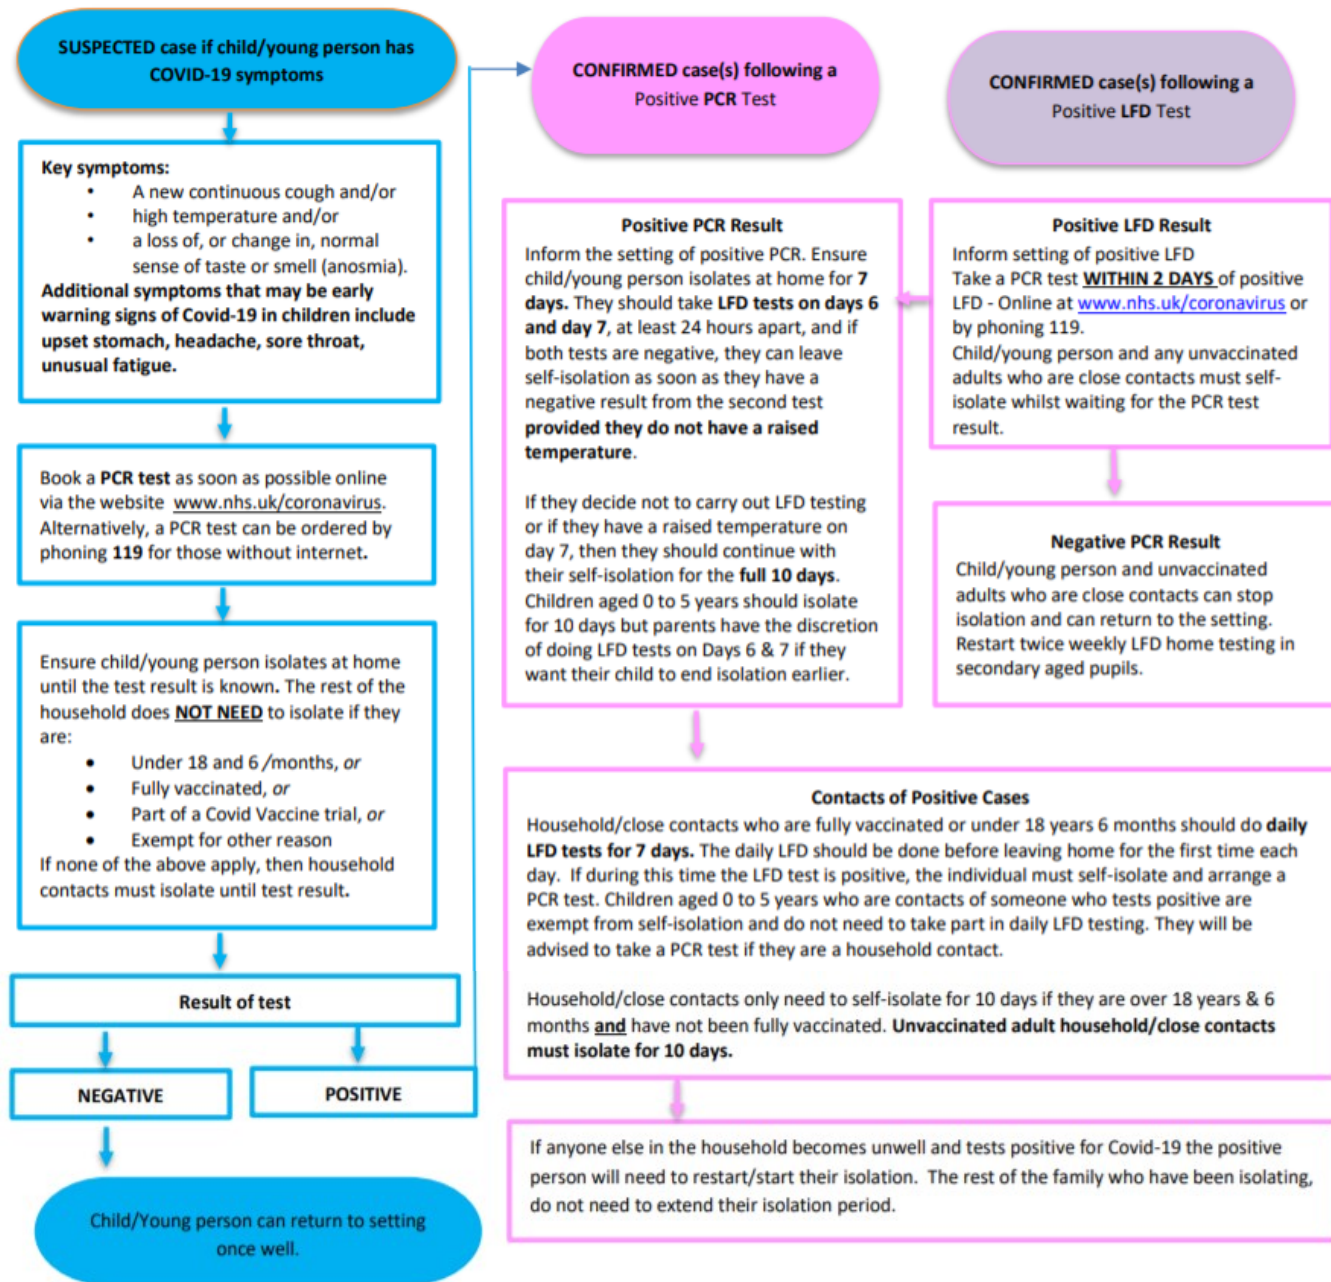 SUSPECTED case if child/young person has
COVID-19 symptoms
Key symptoms:
• A new continuous cough and/or
• high temperature and/or
• a loss of, or change in, normal
sense of taste or smell (anosmia).
Additional symptoms that may be early
warning signs of Covid-19 in children include
upset stomach, headache, sore throat,
unusual fatigue.
Book a PCR test as soon as possible online
via the website www.nhs.uk/coronavirus.
Alternatively, a PCR test can be ordered by
phoning 119 for those without internet.
Ensure child/young person isolates at home
until the test result is known. The rest of the
household does NOT NEED to isolate if they
are:
• Under 18 and 6 /months, or
• Fully vaccinated, or
• Part of a Covid Vaccine trial, or
• Exempt for other reason
If none of the above apply, then household
contacts must isolate until test result.
Result of test
NEGATIVE
POSITIVE
Child/Young person can return to setting
once well.
CONFIRMED case(s) following a
Positive PCR Test
Positive PCR Result
Inform the setting of positive PCR. Ensure
child/young person isolates at home for 7
days. They should take LFD tests on days 6
and day 7, at least 24 hours apart, and if
both tests are negative, they can leave
self-isolation as soon as they have a
negative result from the second test
provided they do not have a raised
temperature.
If they decide not to carry out LFD testing
or if they have a raised temperature on
day 7, then they should continue with
their self-isolation for the full 10 days.
Children aged 0 to 5 years should isolate
for 10 days but parents have the discretion
of doing LFD tests on Days 6 & 7 if they
want their child to end isolation earlier.
CONFIRMED case(s) following a
Positive LFD Test
Positive LFD Result
Inform setting of positive LFD
Take a PCR test WITHIN 2 DAYS of positive
LFD - Online at www.nhs.uk/coronavirus or
by phoning 119.
Child/young person and any unvaccinated
adults who are close contacts must self-
isolate whilst waiting for the PCR test
result.
Negative PCR Result
Child/young person and unvaccinated
adults who are close contacts can stop
isolation and can return to the setting.
Restart twice weekly LFD home testing in
secondary aged pupils.
Contacts of Positive Cases
Household/close contacts who are fully vaccinated or under 18 years 6 months should do daily
LFD tests for 7 days. The daily LFD should be done before leaving home for the first time each
day. If during this time the LFD test is positive, the individual must self-isolate and arrange a
PCR test. Children aged 0 to 5 years who are contacts of someone who tests positive are
exempt from self-isolation and do not need to take part in daily LFD testing. They will be
advised to take a PCR test if they are a household contact.
Household/close contacts only need to self-isolate for 10 days if they are over 18 years & 6
months and have not been fully vaccinated. Unvaccinated adult household/close contacts
must isolate for 10 days.
If anyone else in the household becomes unwell and tests positive for Covid-19 the positive
person will need to restart/start their isolation. The rest of the family who have been isolating,
do not need to extend their isolation period.